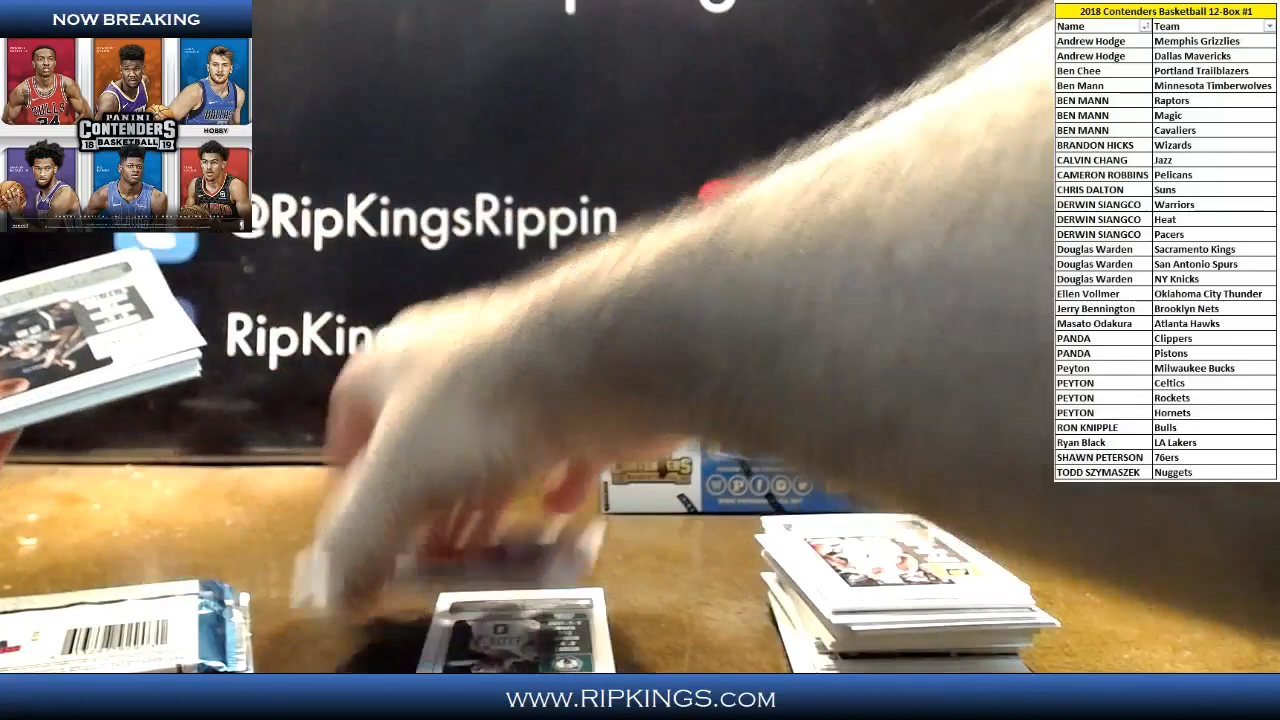 NOW BREAKING
PANINI
CONTENDERS
18 BASKETBALL 19
HOBBY
@RipKingsRippin
RipKin
2018 Contenders Basketball 12-Box #1
Name Team
Andrew Hodge Memphis Grizzlies
Andrew Hodge Dallas Mavericks
Ben Chee Portland Trailblazers
Ben Mann Minnesota Timberwolves
BEN MANN Raptors
BEN MANN Magic
BEN MANN Cavaliers
BRANDON HICKS Wizards
CALVIN CHANG Jazz
CAMERON ROBBINS Pelicans
CHRIS DALTON Suns
DERWIN SIANGCO Warriors
DERWIN SIANGCO Heat
DERWIN SIANGCO Pacers
Douglas Warden Sacramento Kings
Douglas Warden San Antonio Spurs
Douglas Warden NY Knicks
Ellen Vollmer Oklahoma City Thunder
Jerry Bennington Brooklyn Nets
Masato Odakura Atlanta Hawks
PANDA Clippers
PANDA Pistons
Peyton Milwaukee Bucks
PEYTON Celtics
PEYTON Rockets
PEYTON Hornets
RON KNIPPLE Bulls
Ryan Black LA Lakers
SHAWN PETERSON 76ers
TODD SZYMASZEK Nuggets
WWW.RIPKINGS.COM